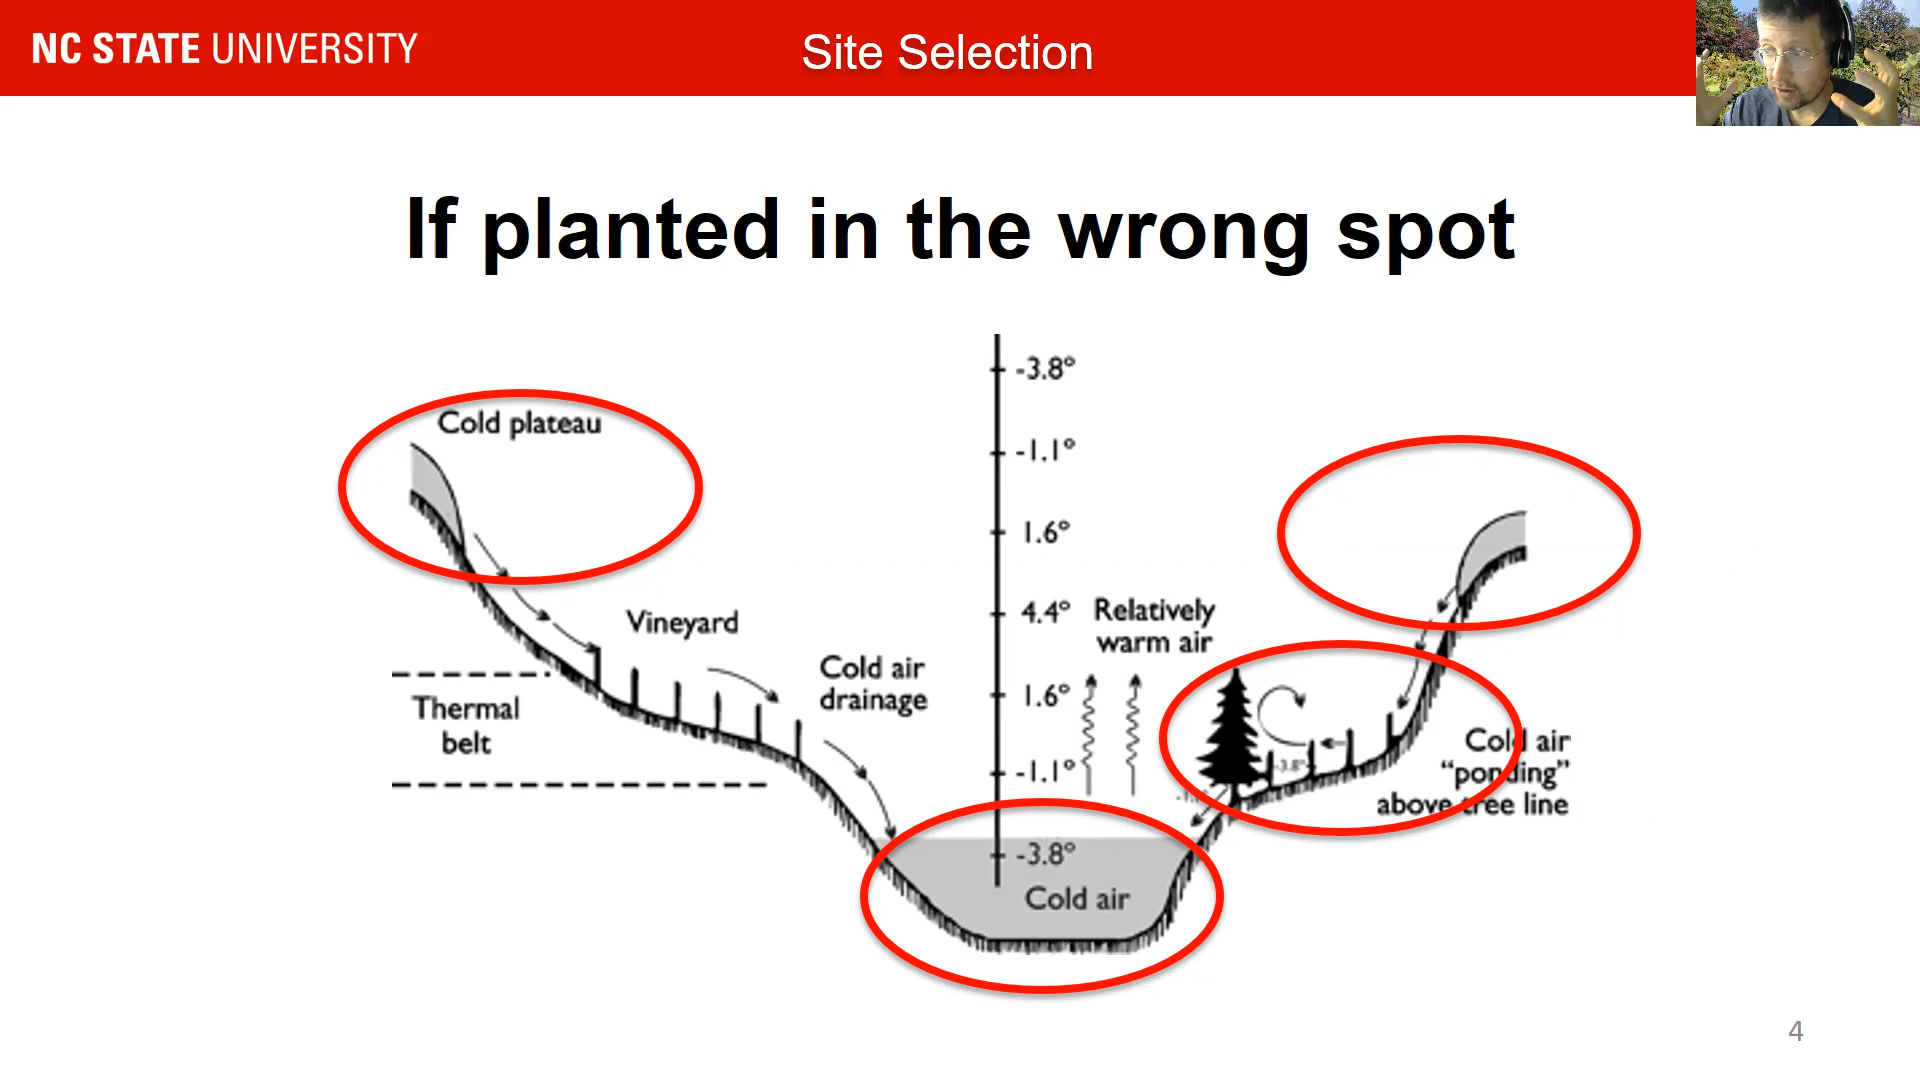 NC STATE UNIVERSITY
Site Selection
If planted in the wrong spot
-3.8°
Cold plateau
-1.1°
1.6°
4.4°
Relatively
warm air
Vineyard
Cold air
drainage
1.6°
Thermal
belt
-1.1°
-3.8°
Cold air
"ponding"
above tree line
-3.8°
Cold air
4